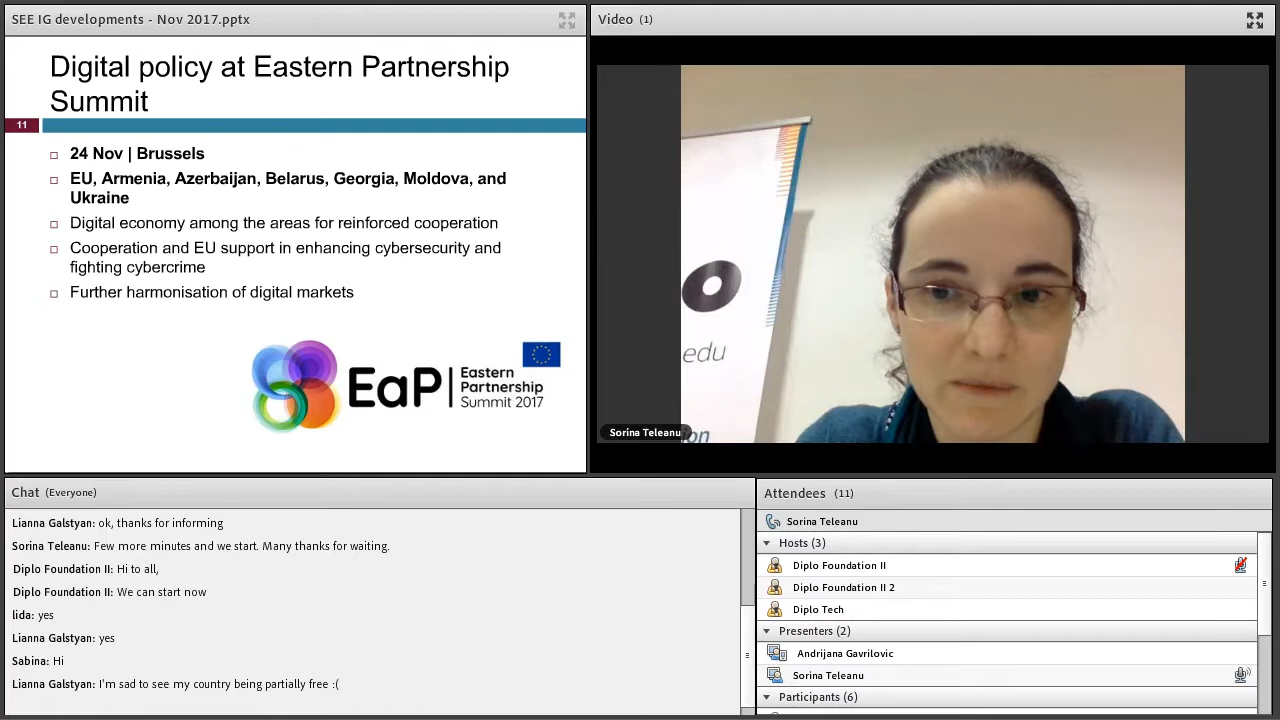 SEE IG developments - Nov 2017.pptx
Digital policy at Eastern Partnership
Summit
11
24 Nov | Brussels
EU, Armenia, Azerbaijan, Belarus, Georgia, Moldova, and
Ukraine
Digital economy among the areas for reinforced cooperation
Cooperation and EU support in enhancing cybersecurity and
fighting cybercrime
Further harmonisation of digital markets
EaP
Eastern
Partnership
Summit 2017
Video (1)
edu
Sorina Teleanu
Chat (Everyone)
Lianna Galstyan: ok, thanks for informing
Sorina Teleanu: Few more minutes and we start. Many thanks for waiting.
Diplo Foundation II: Hi to all,
Diplo Foundation II: We can start now
lida: yes
Lianna Galstyan: yes
Sabina: Hi
Lianna Galstyan: I'm sad to see my country being partially free :(
Attendees (11)
Sorina Teleanu
Hosts (3)
Diplo Foundation II
Diplo Foundation II 2
Diplo Tech
Presenters (2)
Andrijana Gavrilovic
Sorina Teleanu
Participants (6)